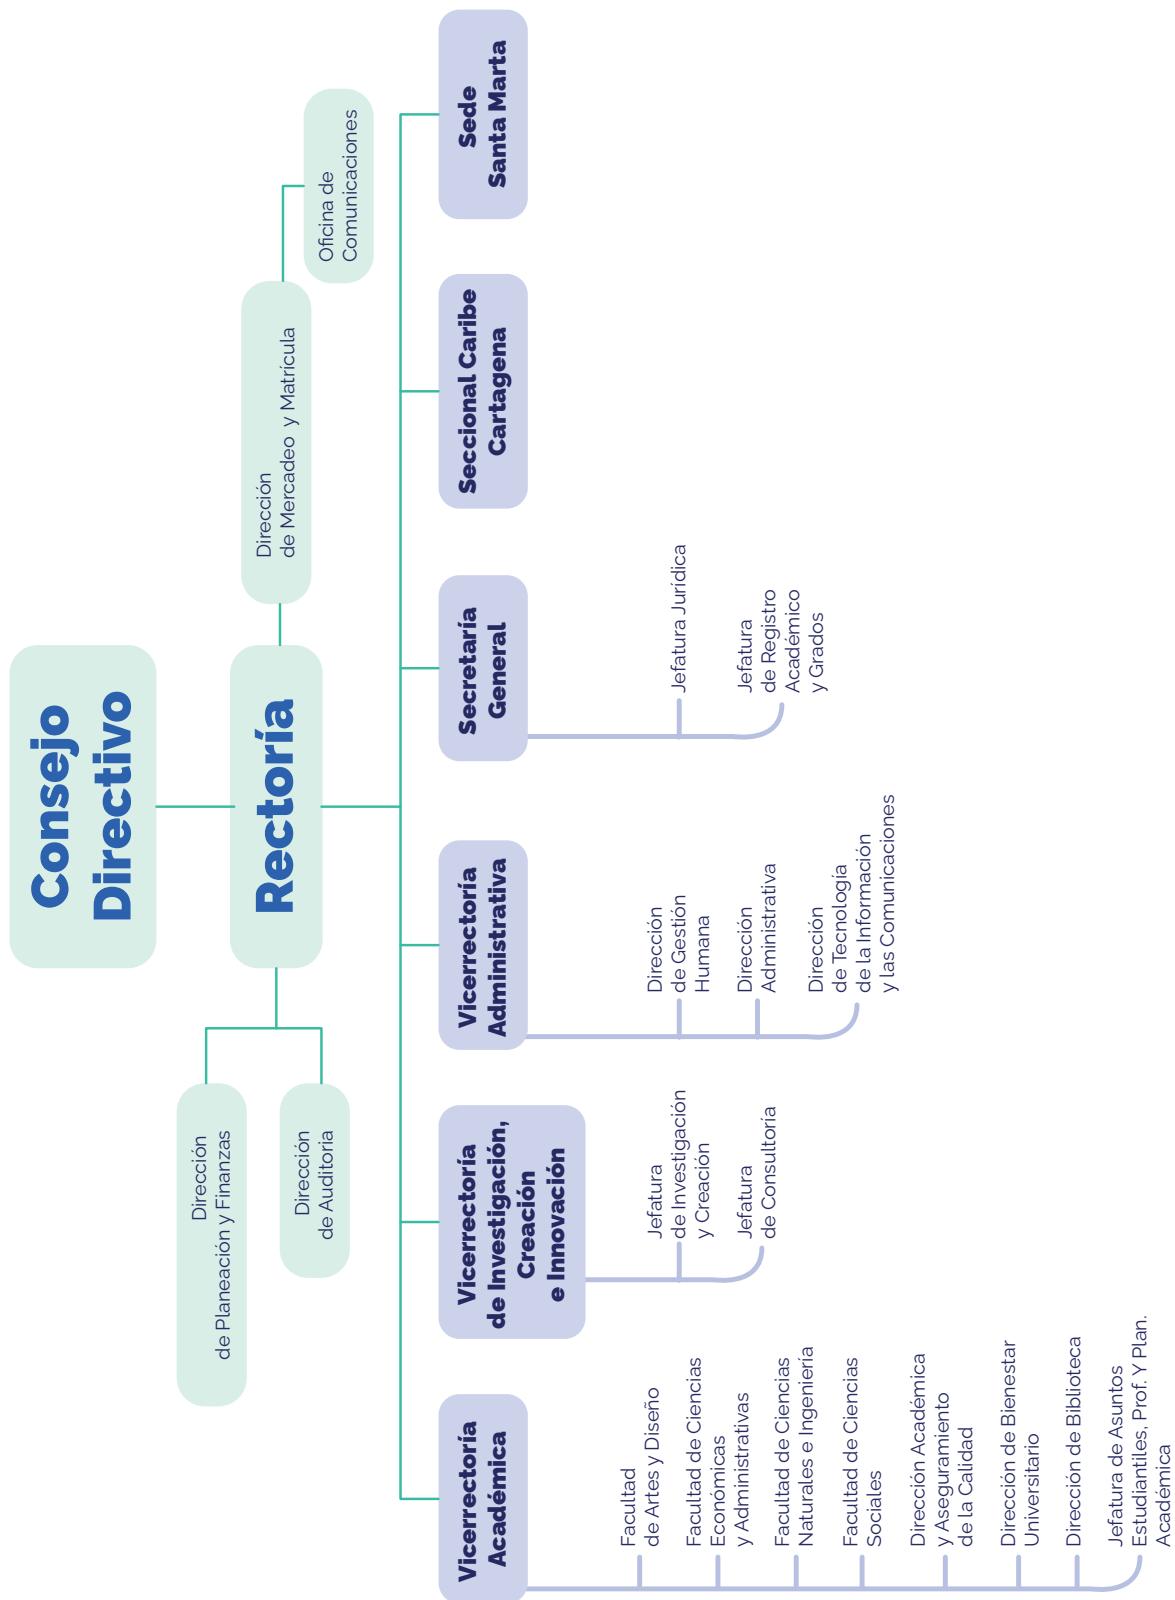 Consejo
Directivo
Rectoría
Dirección
de Planeación y Finanzas
Dirección
de Auditoria
Dirección
de Mercadeo y Matrícula
Oficina de
Comunicaciones
Vicerrectoría
Académica
Facultad
de Artes y Diseño
Facultad de Ciencias
Económicas
y Administrativas
Facultad de Ciencias
Naturales e Ingeniería
Facultad de Ciencias
Sociales
Dirección Académica
y Aseguramiento
de la Calidad
Dirección de Bienestar
Universitario
Dirección de Biblioteca
Jefatura de Asuntos
Estudiantiles, Prof. Y Plan.
Académica
Vicerrectoría
de Investigación,
Creación
e Innovación
Jefatura
de Investigación
y Creación
Jefatura
de Consultoría
Vicerrectoría
Administrativa
Dirección
de Gestión
Humana
Dirección
Administrativa
Dirección
de Tecnología
de la Información
y las Comunicaciones
Secretaría
General
Jefatura Jurídica
Jefatura
de Registro
Académico
y Grados
Seccional Caribe
Cartagena
Sede
Santa Marta